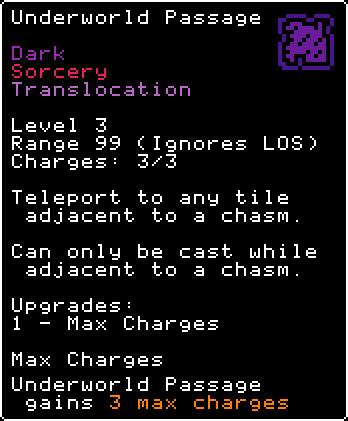 Underworld Passage
Dark
Sorcery
Translocation
Level 3
Range 99 (Ignores LOS)
Charges: 3/3
Teleport to any tile
adjacent to a chasm.
Can only be cast while
adjacent to a chasm.
Upgrades:
1 - Max Charges
Max Charges
Underworld Passage
gains 3 max charges